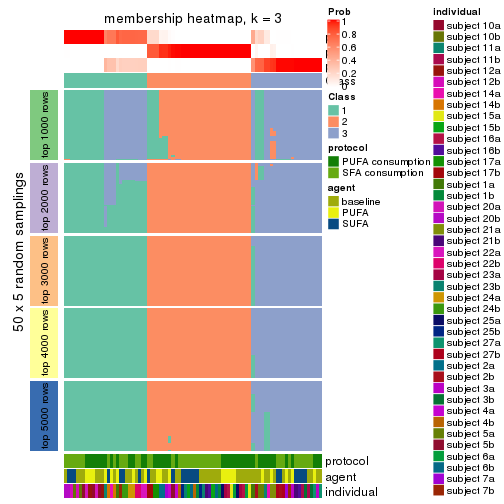 membership heatmap, k = 3
50 x 5 random samplings
top 1000 rows
top 2000 rows
top 3000 rows
top 4000 rows
top 5000 rows
protocol
agent
individual
Prob
1
0.8
0.6
0.4
0.2
0
Class
1
2
3
protocol
PUFA consumption
SFA consumption
agent
baseline
PUFA
SUFA
individual
subject 10a
subject 10b
subject 11a
subject 11b
subject 12a
subject 12b
subject 14a
subject 14b
subject 15a
subject 15b
subject 16a
subject 16b
subject 17a
subject 17b
subject 1a
subject 1b
subject 20a
subject 20b
subject 21a
subject 21b
subject 22a
subject 22b
subject 23a
subject 23b
subject 24a
subject 24b
subject 25a
subject 25b
subject 27a
subject 27b
subject 2a
subject 2b
subject 3a
subject 3b
subject 4a
subject 4b
subject 5a
subject 5b
subject 6a
subject 6b
subject 7a
subject 7b